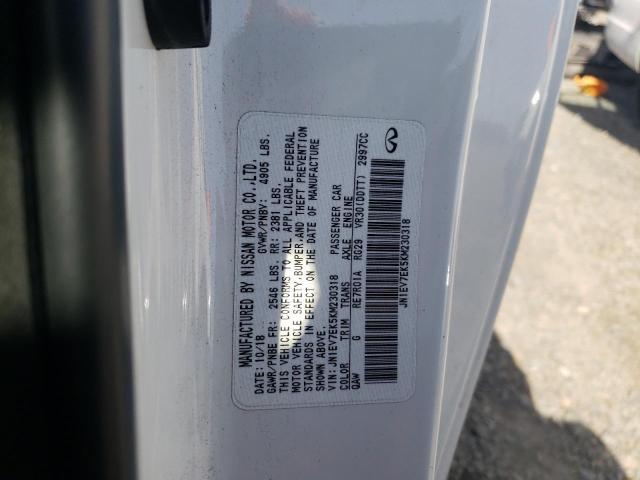 MANUFACTURED BY NISSAN MOTOR CO.,LTD.
DATE: 10/18 GVWR/PNBV: 4905 LBS.
GAWR/PNBE FR: 2546 LBS. RR: 2381 LBS.
THIS VEHICLE CONFORMS TO ALL APPLICABLE FEDERAL
MOTOR VEHICLE SAFETY,BUMPER,AND THEFT PREVENTION
STANDARDS IN EFFECT ON THE DATE OF MANUFACTURE
SHOWN ABOVE.
VIN:JN1EV7EK5KM230318 PASSENGER CAR
COLOR TRIM TRANS AXLE ENGINE
QAW G RE7R01A RG29 VR30(DDTT) 2997CC
JN1EV7EK5KM230318